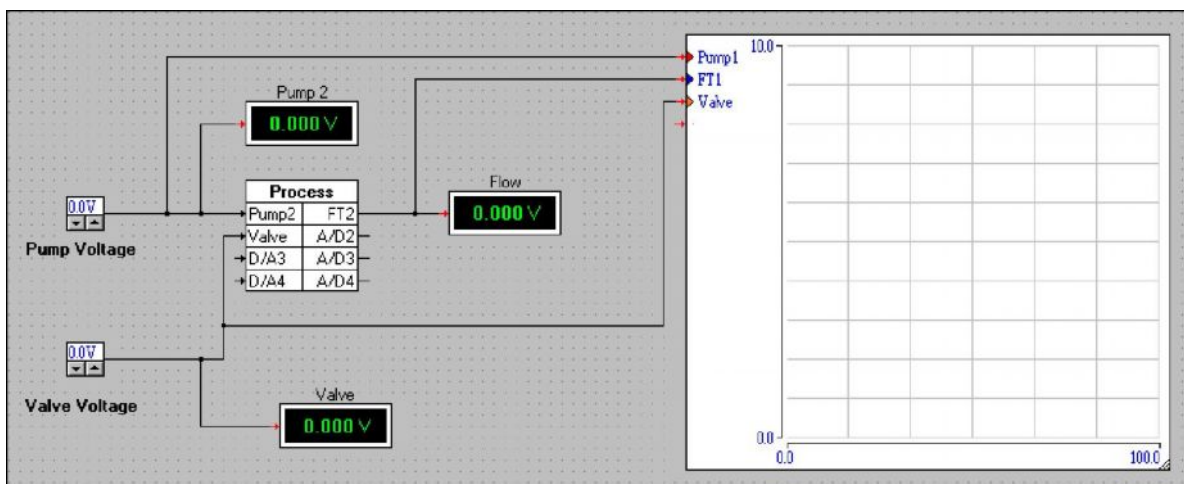 10.0
Pump1
FT1
Valve
Pump 2
0.000 V
Process
Flow
Pump2 FT2
0.000 V
0.0V
Valve A/D2
Pump Voltage
D/A3 A/D3
D/A4 A/D4
0.0V
Valve
Valve Voltage
0.000 V
0.0
0.0 100.0